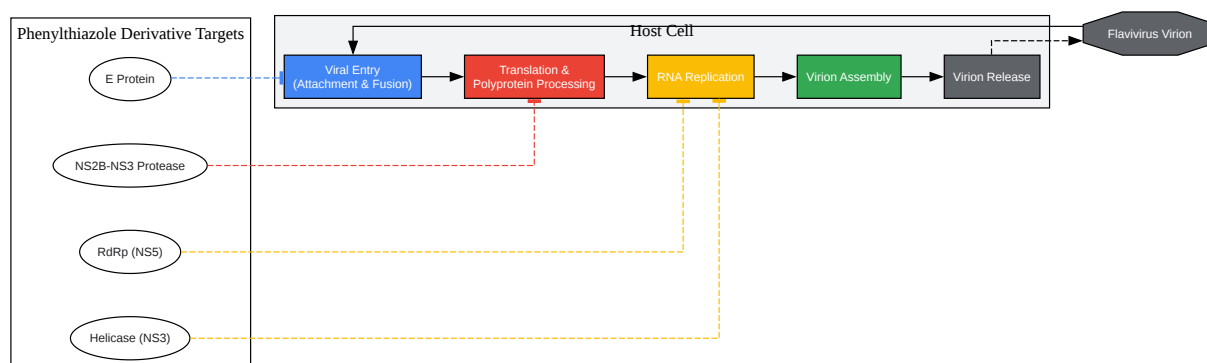 Phenylthiazole Derivative Targets
E Protein
NS2B-NS3 Protease
RdRp (NS5)
Helicase (NS3)
Host Cell
Viral Entry
(Attachment & Fusion)
Translation &
Polyprotein Processing
RNA Replication
Virion Assembly
Virion Release
Flavivirus Virion